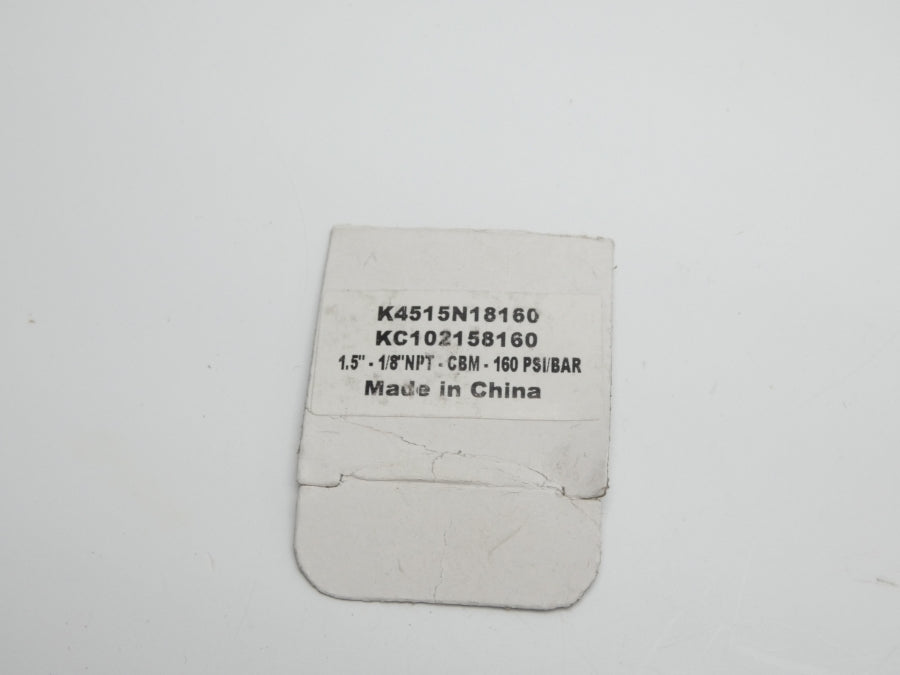 K4515N18160
KC102158160
1.5" - 1/8"NPT - CBM - 160 PSI/BAR
Made in China